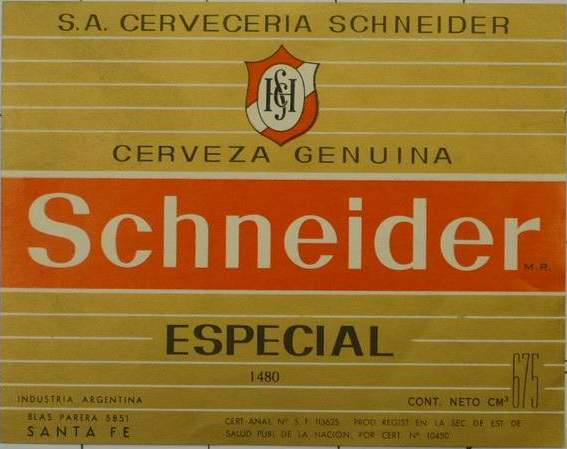 S.A. CERVECERIA SCHNEIDER
CERVEZA GENUINA
Schneider M.R.
ESPECIAL
1480
INDUSTRIA ARGENTINA
BLAS PARERA 5851
SANTA FE
CONT. NETO CM³ 675
CERT ANAL Nº S. F. 113625 PROD REGIST EN LA SEC DE EST DE
SALUD PUBL DE LA NACION, POR CERT. Nº 10450